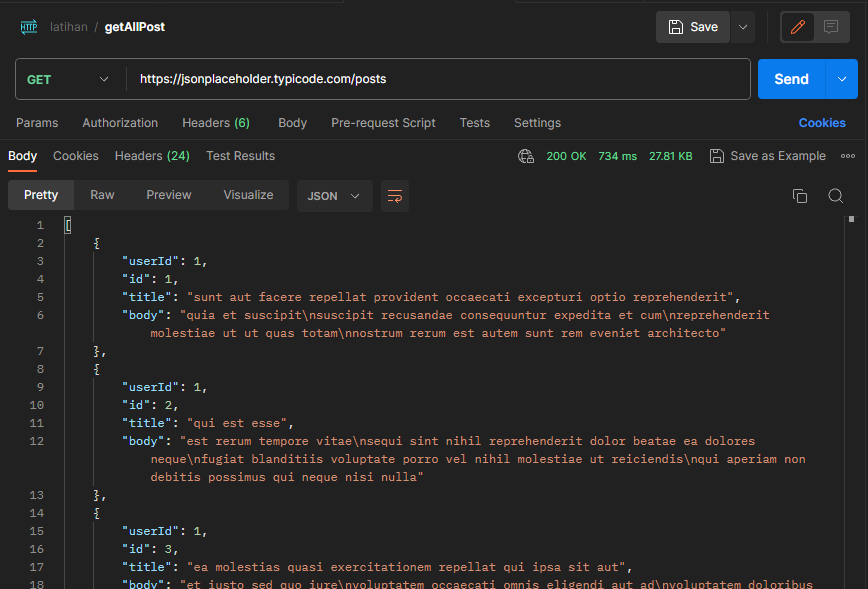 HTTP latihan / getAllPost Save
GET https://jsonplaceholder.typicode.com/posts Send
Params Authorization Headers (6) Body Pre-request Script Tests Settings Cookies
Body Cookies Headers (24) Test Results 200 OK 734 ms 27.81 KB Save as Example
Pretty Raw Preview Visualize JSON
1 [
2 {
3 "userId": 1,
4 "id": 1,
5 "title": "sunt aut facere repellat provident occaecati excepturi optio reprehenderit",
6 "body": "quia et suscipit\nsuscipit recusandae consequuntur expedita et cum\nreprehenderit
molestiae ut ut quas totam\nnostrum rerum est autem sunt rem eveniet architecto"
7 },
8 {
9 "userId": 1,
10 "id": 2,
11 "title": "qui est esse",
12 "body": "est rerum tempore vitae\nsequi sint nihil reprehenderit dolor beatae ea dolores
neque\nfugiat blanditiis voluptate porro vel nihil molestiae ut reiciendis\nqui aperiam non
debitis possimus qui neque nisi nulla"
13 },
14 {
15 "userId": 1,
16 "id": 3,
17 "title": "ea molestias quasi exercitationem repellat qui ipsa sit aut",
18 "body": "et iusto sed quo iure\nvoluptatem occaecati omnis eligendi aut ad\nvoluptatem doloribus